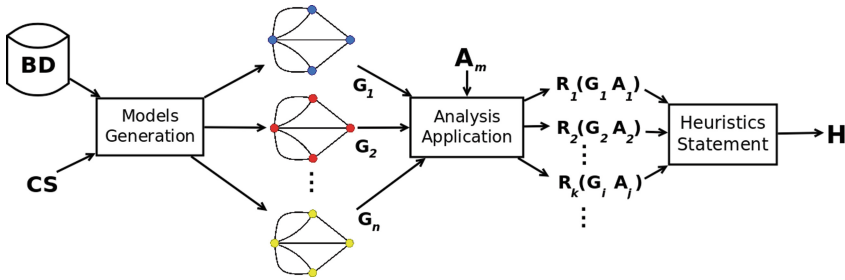 BD
CS
Models
Generation
G1
G2
Gn
Am
Analysis
Application
R1(G1 A1)
R2(G2 A2)
Rk(Gi Aj)
Heuristics
Statement
H